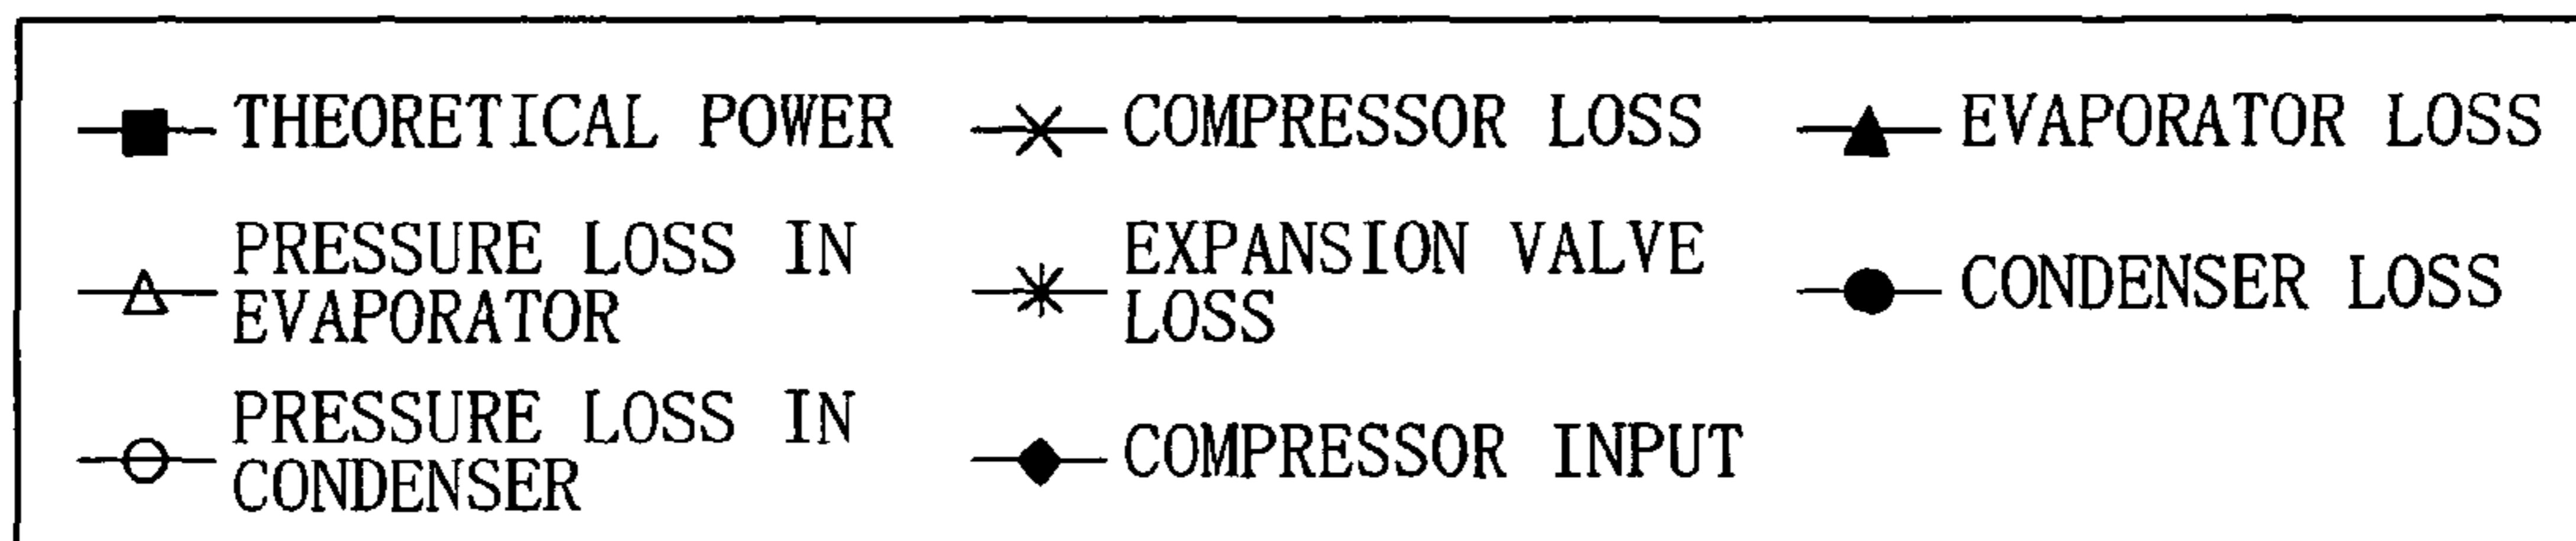 THEORETICAL POWER
COMPRESSOR LOSS
EVAPORATOR LOSS
PRESSURE LOSS IN
EVAPORATOR
EXPANSION VALVE
LOSS
CONDENSER LOSS
PRESSURE LOSS IN
CONDENSER
COMPRESSOR INPUT